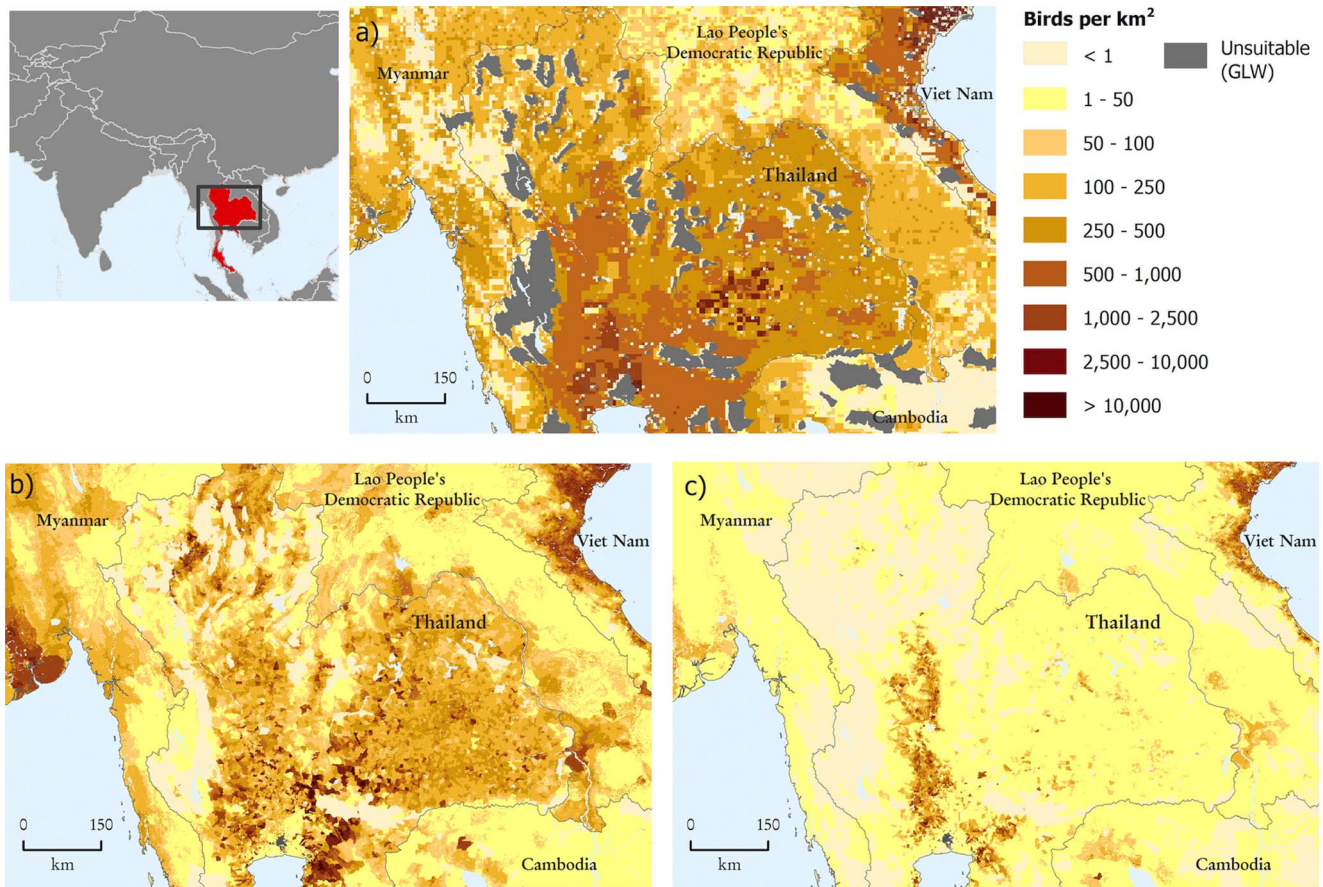 a)
Lao People's
Democratic Republic
Myanmar
Viet Nam
Thailand
Cambodia
0 150
km
Birds per km²
< 1
1 - 50
50 - 100
100 - 250
250 - 500
500 - 1,000
1,000 - 2,500
2,500 - 10,000
> 10,000
Unsuitable
(GLW)
b)
Lao People's
Democratic Republic
Myanmar
Viet Nam
Thailand
Cambodia
0 150
km
c)
Lao People's
Democratic Republic
Myanmar
Viet Nam
Thailand
Cambodia
0 150
km